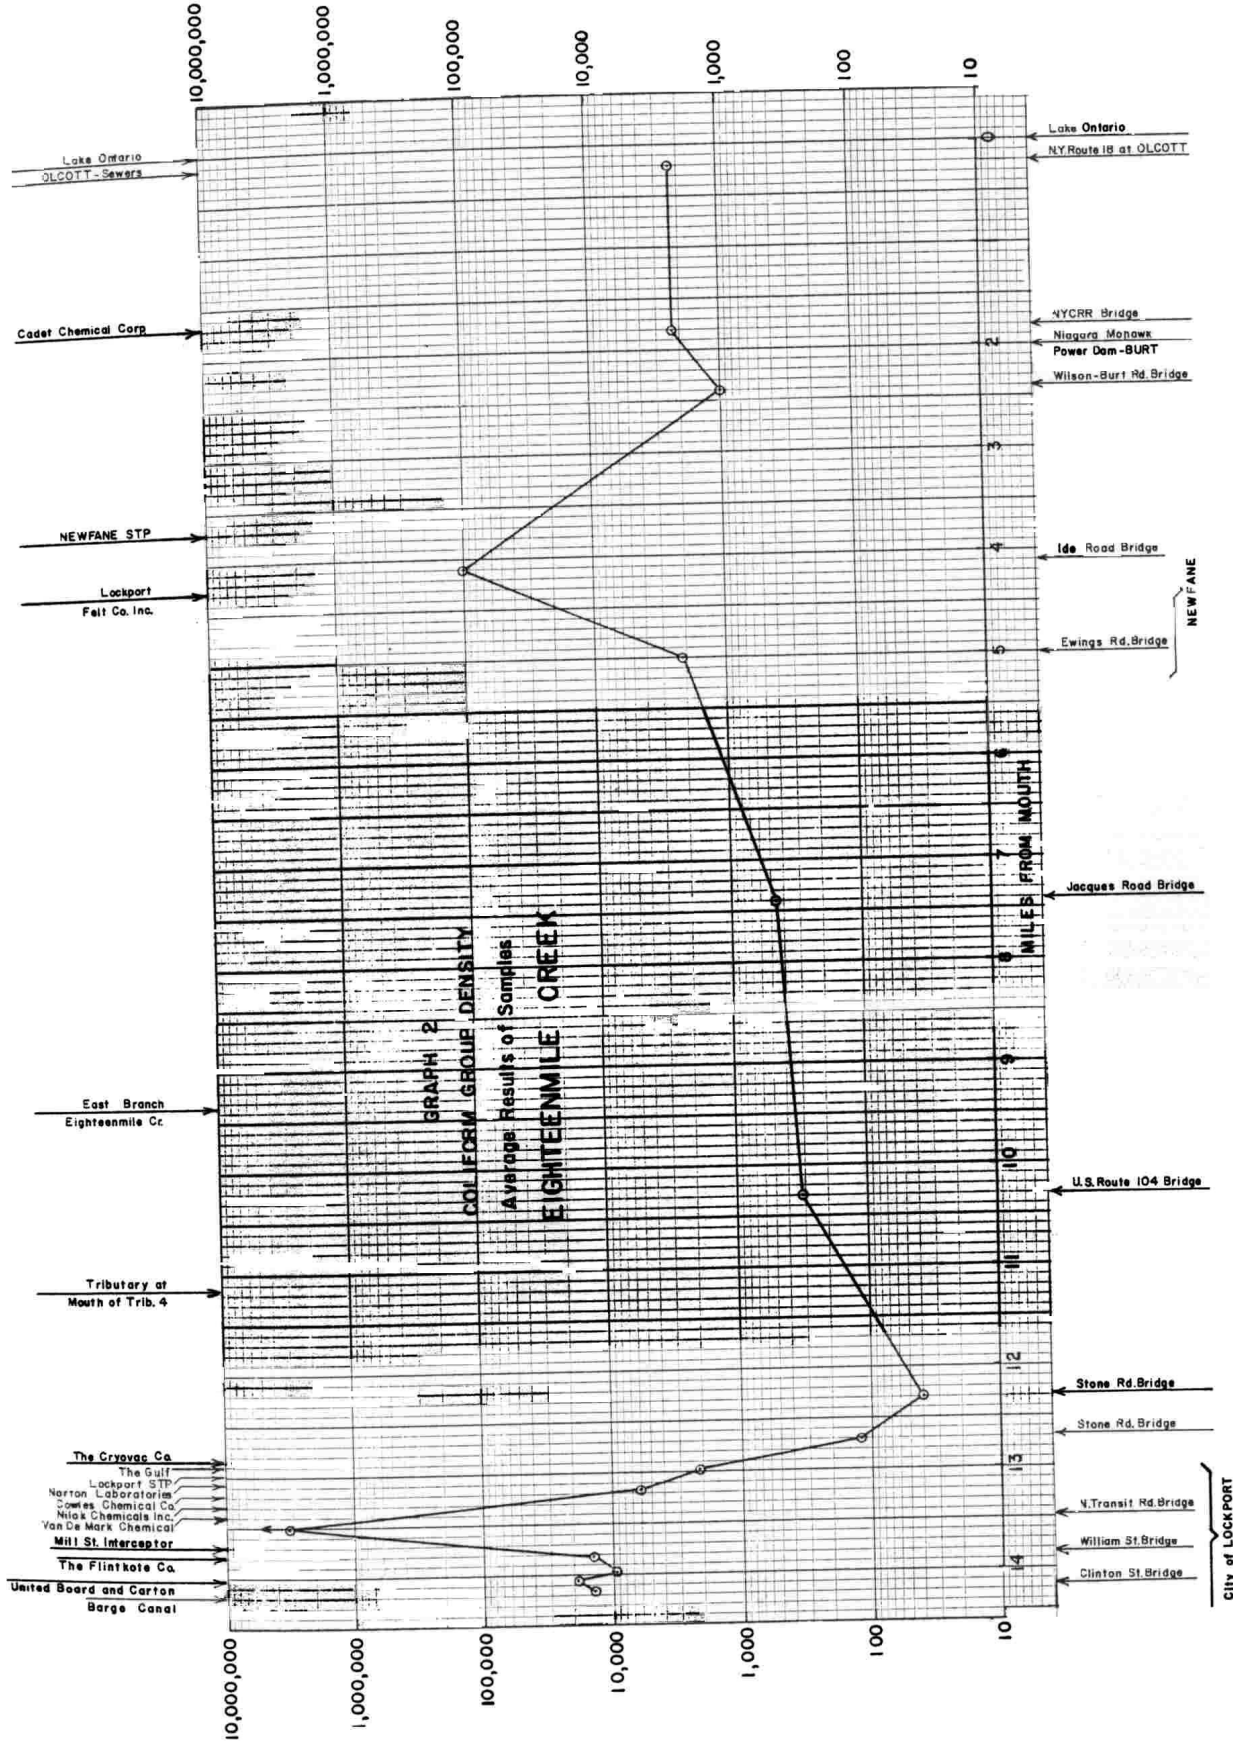 10,000,000
1,000,000
100,000
10,000
1,000
100
10
Lake Ontario
OLCOTT-Sewers
Cadet Chemical Corp
NEWFANE STP
Lockport
Felt Co. Inc.
East Branch
Eighteenmile Cr.
Tributary at
Mouth of Trib. 4
The Cryovac Co.
The Gulf
Lockport STP
Norton Laboratories
Cowles Chemical Co.
Nilok Chemicals Inc.
Van De Mark Chemical
Mill St. Interceptor
The Flintkote Co.
United Board and Carton
Barge Canal
GRAPH 2
COLIFORM GROUP DENSITY
Average Results of Samples
EIGHTEENMILE CREEK
0
2
3
4
5
6
7
8
9
10
11
12
13
14
MILES FROM MOUTH
Lake Ontario
N.Y. Route 18 at OLCOTT
NYCRR Bridge
Niagara Mohawk
Power Dam-BURT
Wilson-Burt Rd. Bridge
Ide Road Bridge
Ewings Rd. Bridge
NEWFANE
Jacques Road Bridge
U.S. Route 104 Bridge
Stone Rd. Bridge
Stone Rd. Bridge
N. Transit Rd. Bridge
William St. Bridge
Clinton St. Bridge
City of LOCKPORT
10,000,000
1,000,000
100,000
10,000
1,000
100
10